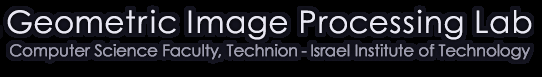 Geometric Image Processing Lab
Computer Science Faculty, Technion - Israel Institute of Technology